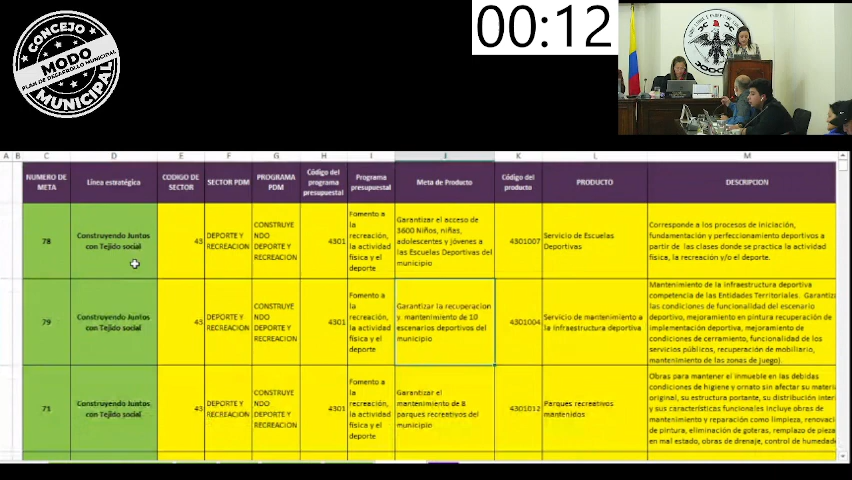 CONCEJO
MODO
PLAN DE DESARROLLO MUNICIPAL
MUNICIPAL
00:12
A B C D E F G H I J K L M
NUMERO DE META
Línea estratégica
CODIGO DE SECTOR
SECTOR PDM
PROGRAMA PDM
Código del programa presupuestal
Programa presupuestal
Meta de Producto
Código del producto
PRODUCTO
DESCRIPCION
78
Construyendo Juntos
con Tejido social
43
DEPORTE Y
RECREACION
CONSTRUYE
NDO
DEPORTE Y
RECREACION
4301
Fomento a
la
recreación,
la actividad
física y el
deporte
Garantizar el acceso de
3600 Niños, niñas,
adolescentes y jóvenes a
las Escuelas Deportivas del
municipio
4301007
Servicio de Escuelas
Deportivas
Corresponde a los procesos de iniciación,
fundamentación y perfeccionamiento deportivos a
partir de las clases donde se practica la actividad
física, la recreación y/o el deporte.
79
Construyendo Juntos
con Tejido social
43
DEPORTE Y
RECREACION
CONSTRUYE
NDO
DEPORTE Y
RECREACION
4301
Fomento a
la
recreación,
la actividad
física y el
deporte
Garantizar la recuperacion
y mantenimiento de 10
escenarios deportivos del
municipio
4301004
Servicio de mantenimiento a
la infraestructura deportiva
Mantenimiento de la infraestructura deportiva
competencia de las Entidades Territoriales. Garantiza
las condiciones de funcionalidad del escenario
deportivo, mejoramiento en pintura recuperación de
implementación deportiva, mejoramiento de
condiciones de cerramiento, funcionalidad de los
servicios públicos, recuperación de mobiliario,
mantenimiento de las zonas de juego).
71
Construyendo Juntos
con Tejido social
43
DEPORTE Y
RECREACION
CONSTRUYE
NDO
DEPORTE Y
RECREACION
4301
Fomento a
la
recreación,
la actividad
física y el
deporte
Garantizar el
mantenimiento de 8
parques recreativos del
municipio
4301012
Parques recreativos
mantenidos
Obras para mantener el inmueble en las debidas
condiciones de higiene y ornato sin afectar su materia
original, su estructura portante, su distribución interi
y sus características funcionales incluye obras de
mantenimiento y reparación como limpieza, renovació
de pintura, eliminación de goteras, remplazo de pieza
en mal estado, obras de drenaje, control de humedade